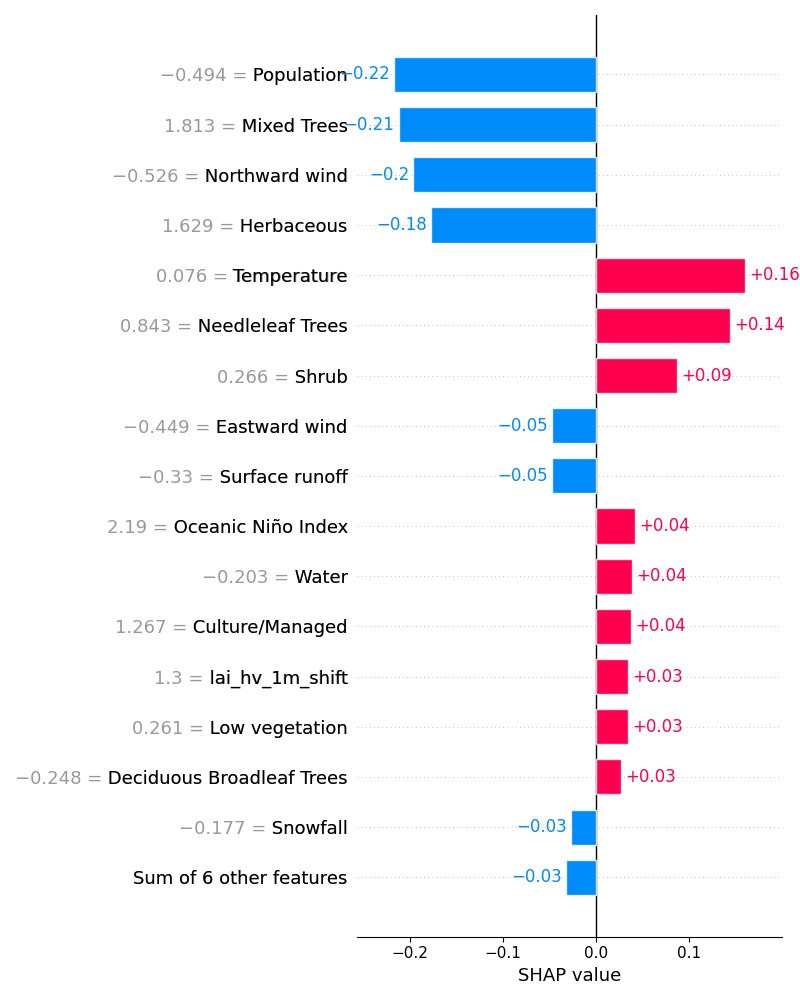 −0.494 = Population −0.22
1.813 = Mixed Trees −0.21
−0.526 = Northward wind −0.2
1.629 = Herbaceous −0.18
0.076 = Temperature +0.16
0.843 = Needleleaf Trees +0.14
0.266 = Shrub +0.09
−0.449 = Eastward wind −0.05
−0.33 = Surface runoff −0.05
2.19 = Oceanic Niño Index +0.04
−0.203 = Water +0.04
1.267 = Culture/Managed +0.04
1.3 = lai_hv_1m_shift +0.03
0.261 = Low vegetation +0.03
−0.248 = Deciduous Broadleaf Trees +0.03
−0.177 = Snowfall −0.03
Sum of 6 other features −0.03
−0.2 −0.1 0.0 0.1
SHAP value